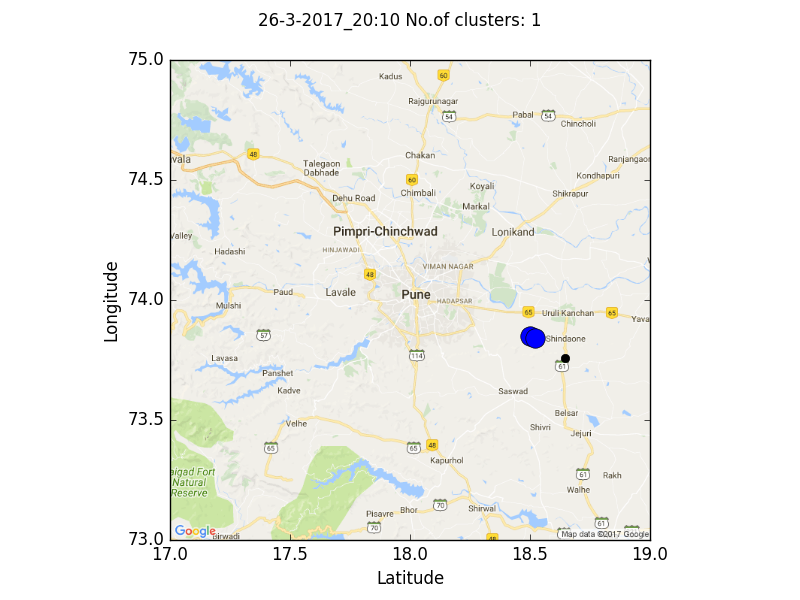 26-3-2017_20:10 No.of clusters: 1
75.0
74.5
74.0
73.5
73.0
17.0
17.5
18.0
18.5
19.0
Longitude
Latitude
Kadus
60
Rajgurunagar
54
Pabal
54
Chincholi
vala
48
Talegaon
Dabhade
Chakan
Ranjangaor
60
Chimbali
Koyali
Kondhapuri
Shikrapur
Dehu Road
Markal
Valley
Pimpri-Chinchwad
Lonikand
Hadashi
HINJAWADI
48
VIMAN NAGAR
Mulshi
Paud
Lavale
Pune
HADAPSAR
65
Uruli Kanchan
65
Yava
57
Shindaone
Lavasa
114
61
Panshet
Kadve
Saswad
Velhe
Belsar
Shivri
Jejuri
65
65
48
Kapurhol
aigad Fort
Natural
Reserve
61
Rakh
Walhe
Pisavre
Bhor
70
Shirwal
70
61
48
Google
Birwadi
Map data ©2017 Google